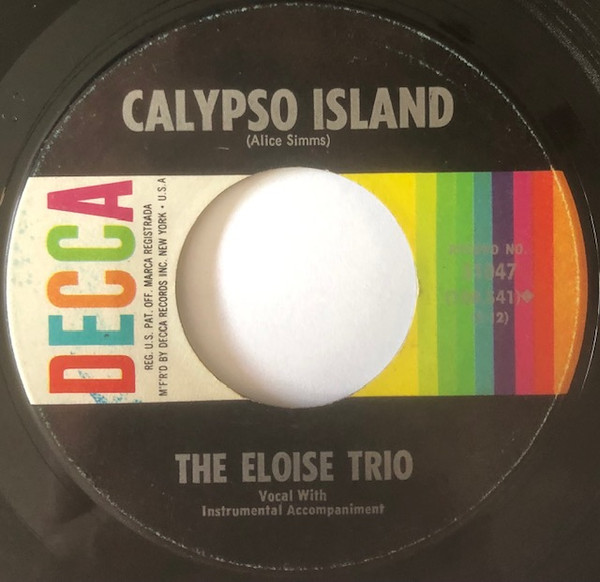 CALYPSO ISLAND
(Alice Simms)
DECCA
REG. U.S. PAT. OFF. MARCA REGISTRADA
M'F'R'D BY DECCA RECORDS INC. NEW YORK • U.S.A
NO.
THE ELOISE TRIO
Vocal With
Instrumental Accompaniment